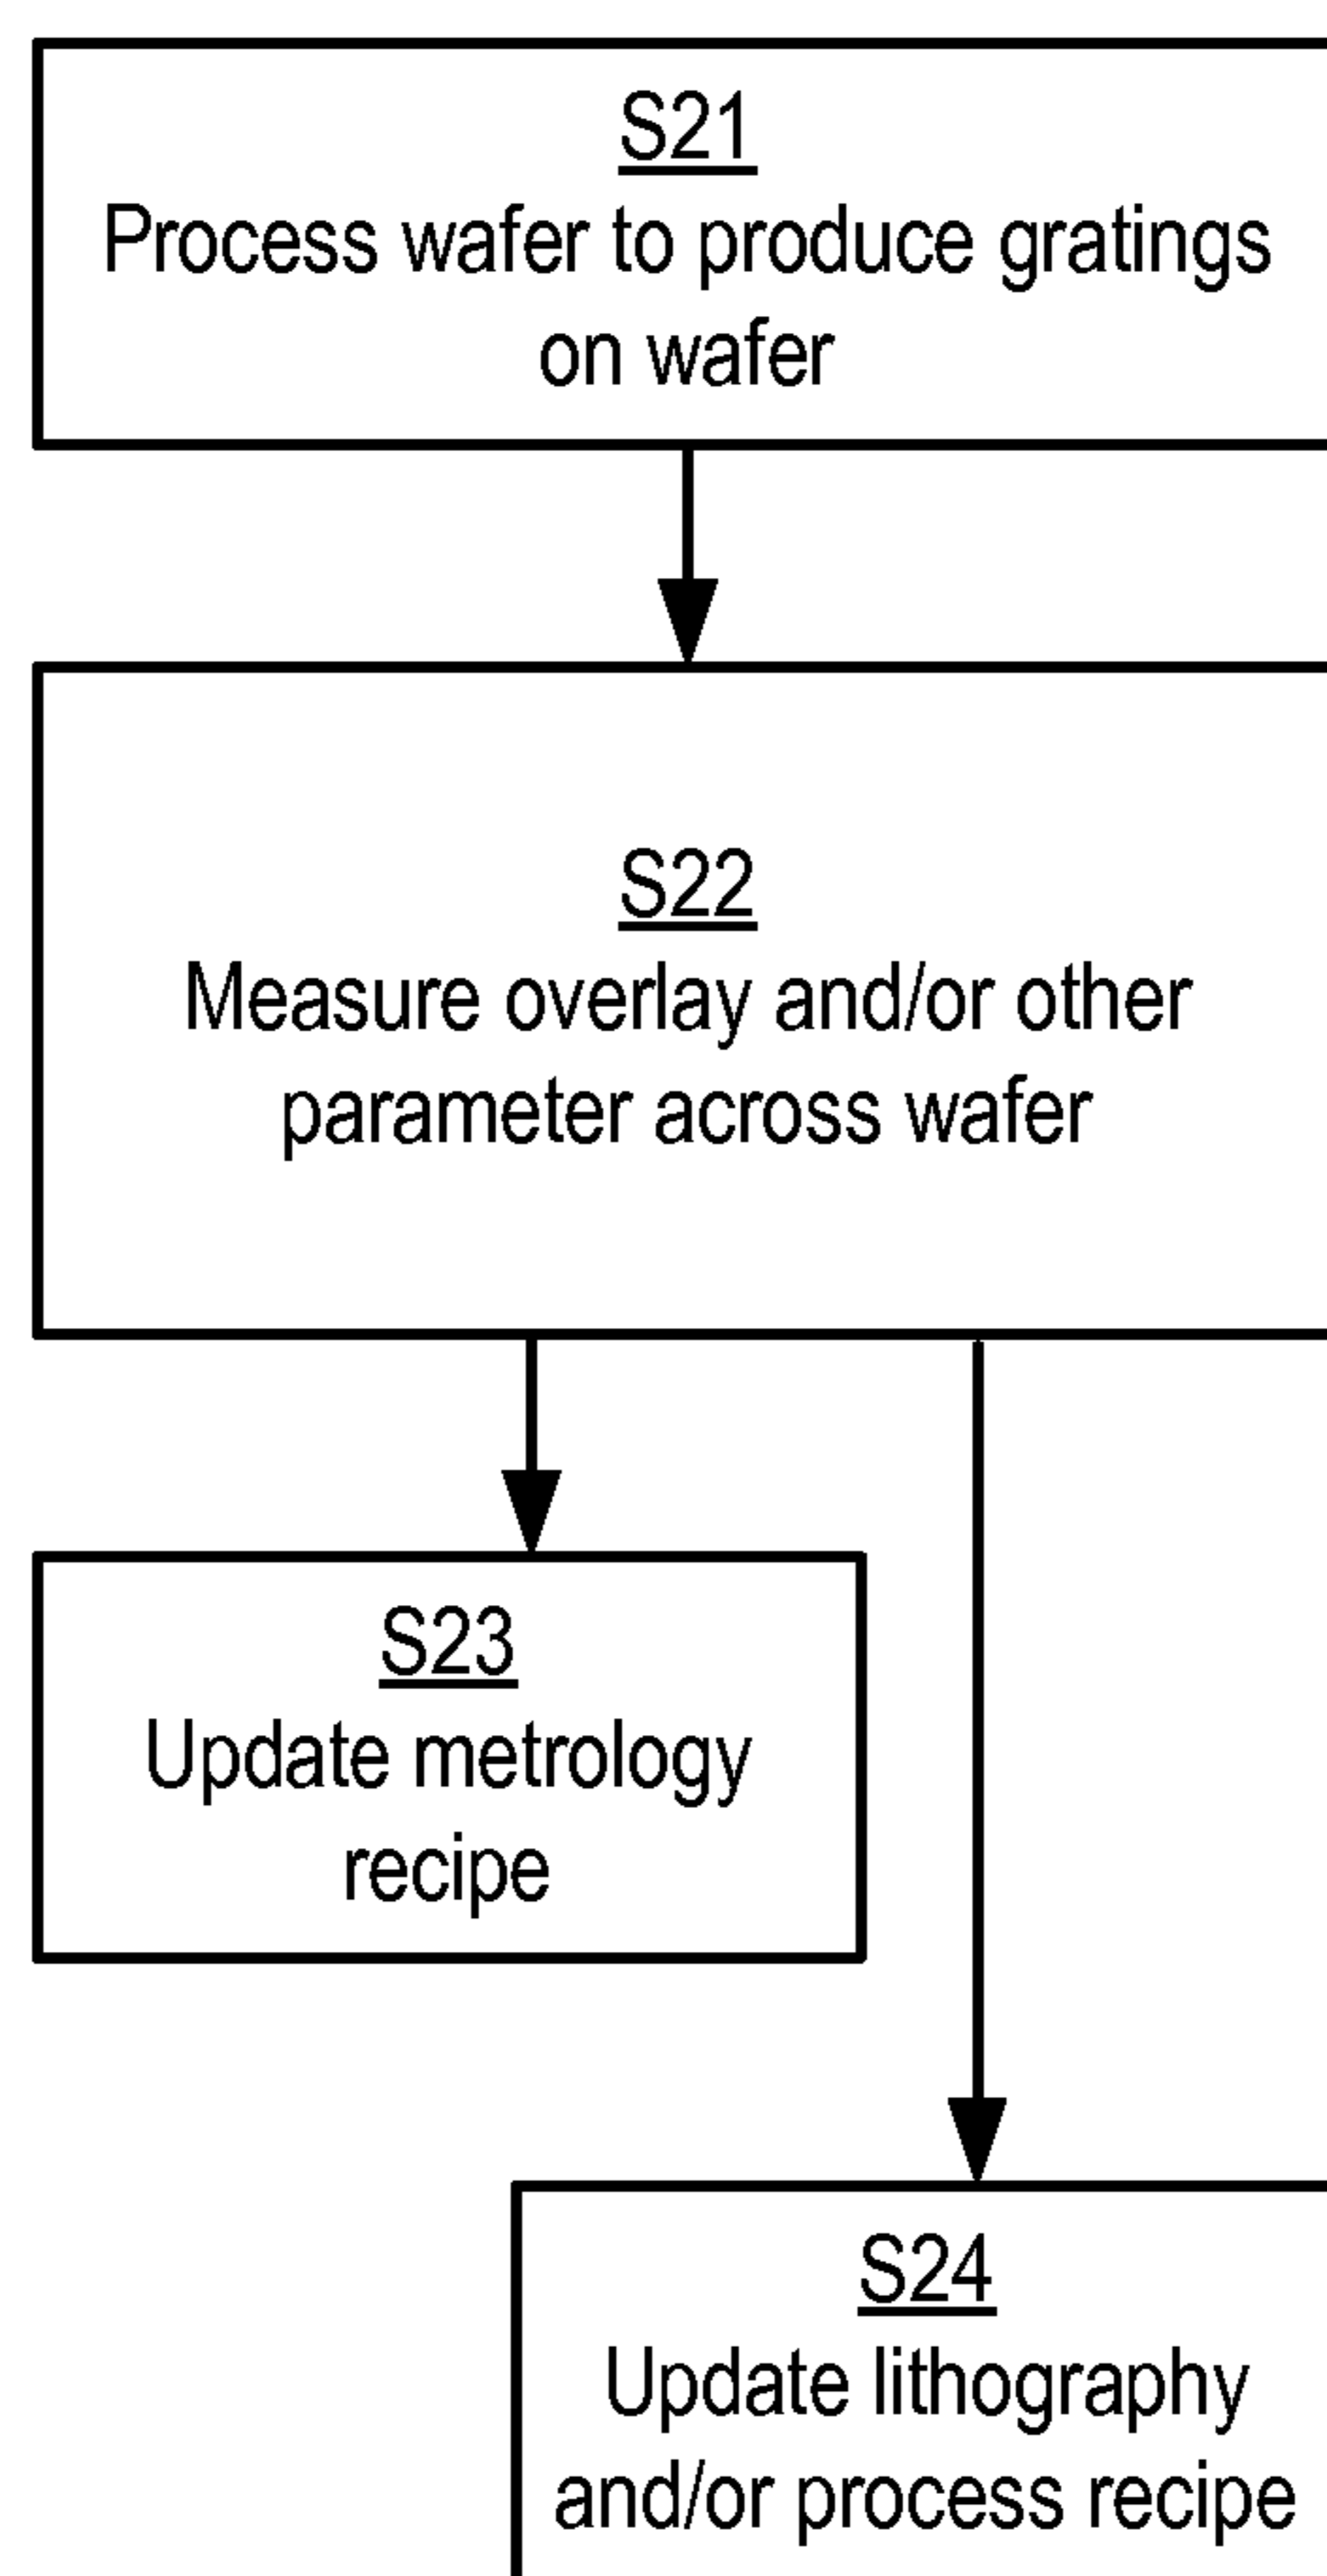 S21
Process wafer to produce gratings
on wafer
S22
Measure overlay and/or other
parameter across wafer
S23
Update metrology
recipe
S24
Update lithography
and/or process recipe